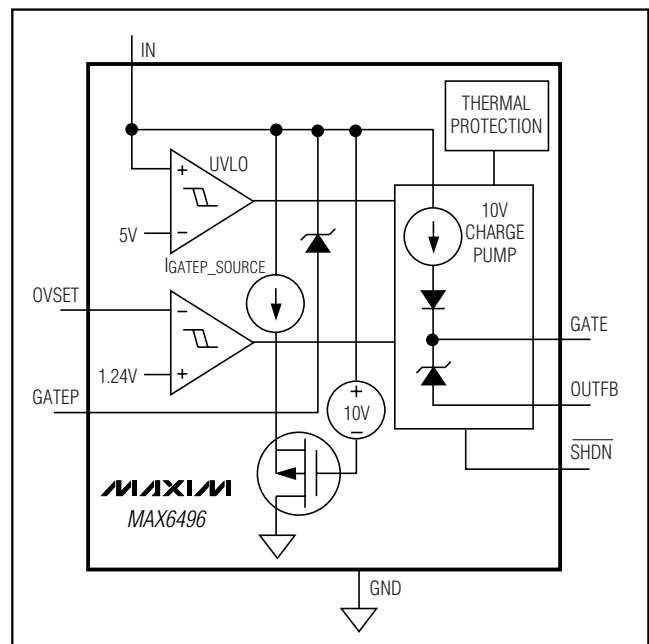 IN
THERMAL
PROTECTION
UVLO
+
5V
−
10V
CHARGE
PUMP
IGATEP_SOURCE
OVSET
−
GATE
1.24V
+
+
GATEP
10V
−
OUTFB
SHDN
MAXIM
MAX6496
GND